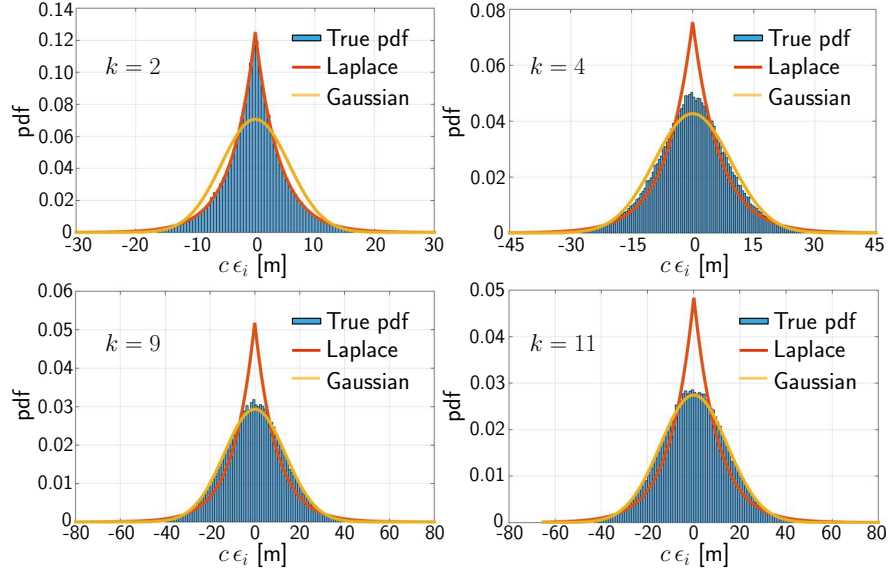 0.14
0.12
0.10
0.08
0.06
0.04
0.02
0
pdf
k = 2
True pdf
Laplace
Gaussian
-30 -20 -10 0 10 20 30
c ϵi [m]
0.08
0.06
0.04
0.02
0
pdf
k = 4
True pdf
Laplace
Gaussian
-45 -30 -15 0 15 30 45
c ϵi [m]
0.06
0.05
0.04
0.03
0.02
0.01
0
pdf
k = 9
True pdf
Laplace
Gaussian
-80 -60 -40 -20 0 20 40 60 80
c ϵi [m]
0.05
0.04
0.03
0.02
0.01
0
pdf
k = 11
True pdf
Laplace
Gaussian
-80 -60 -40 -20 0 20 40 60 80
c ϵi [m]